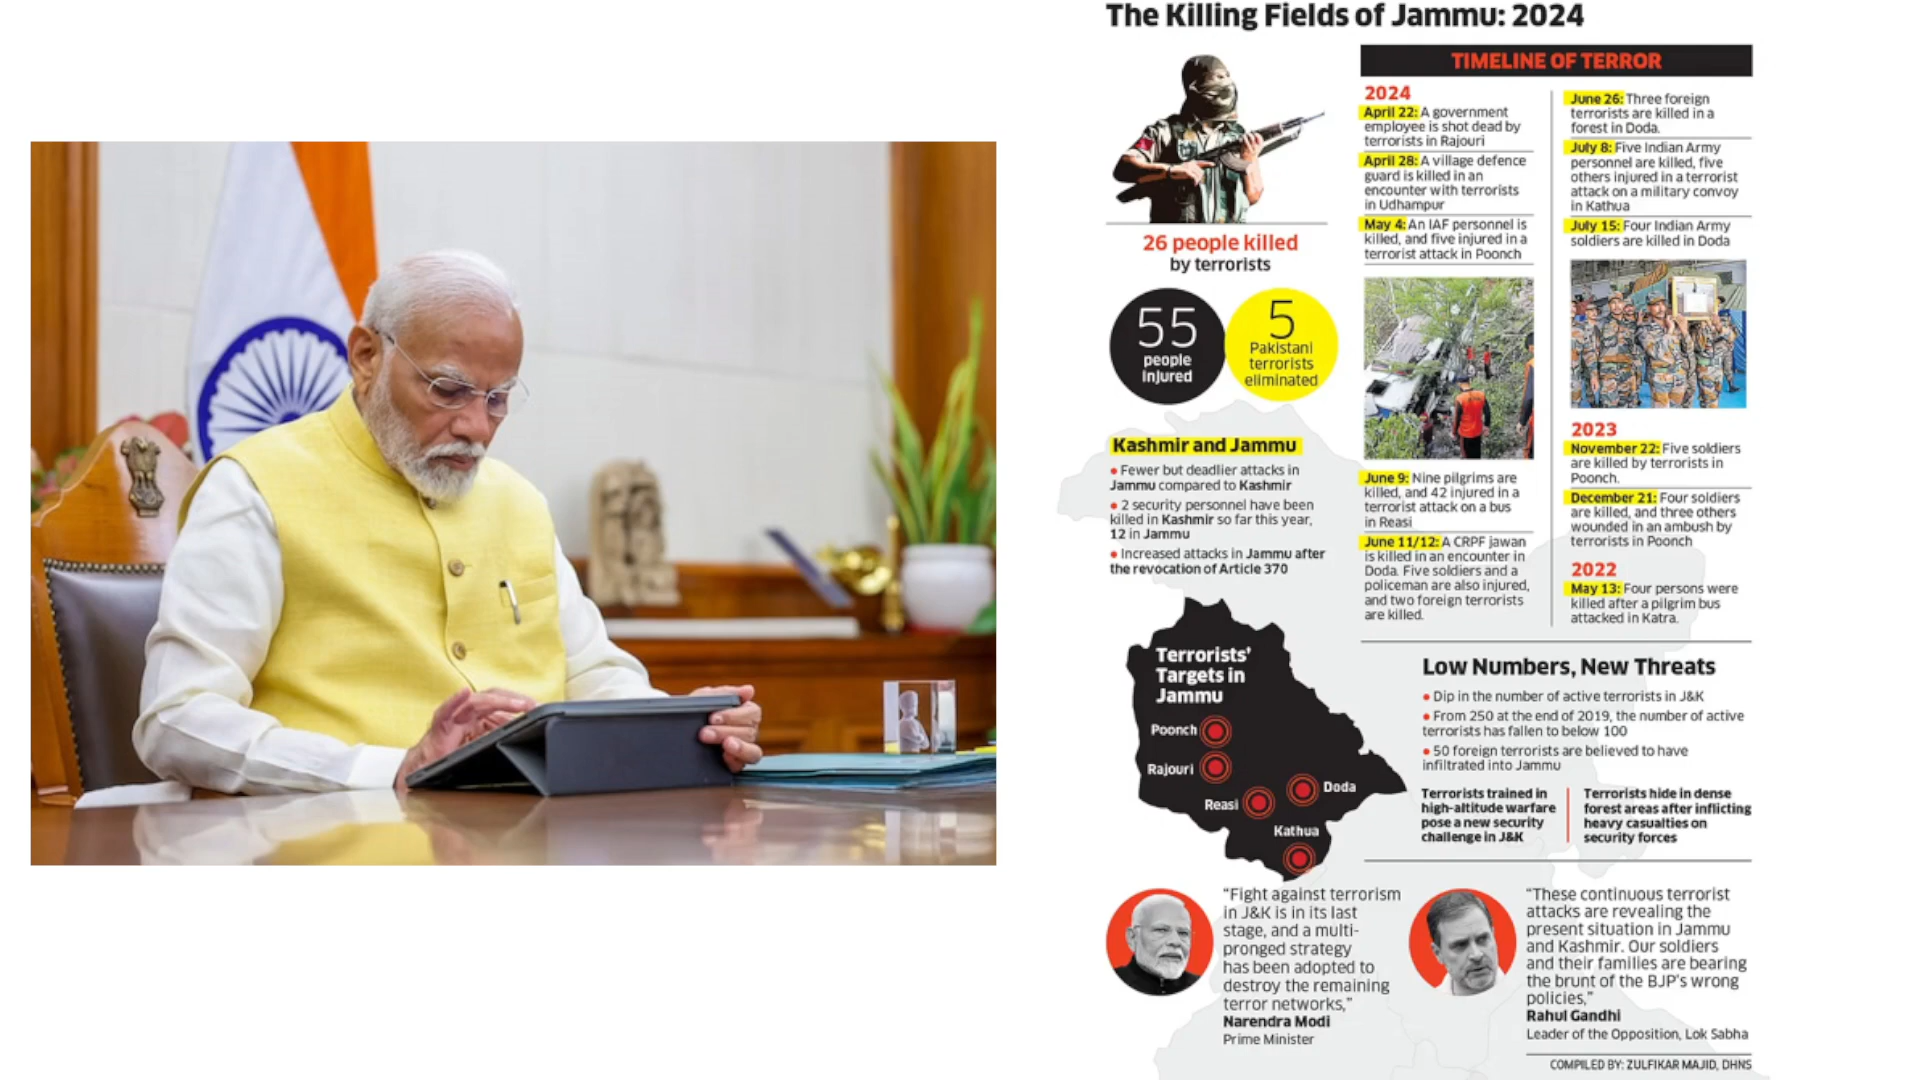 The Killing Fields of Jammu: 2024
26 people killed
by terrorists
55
people
injured
5
Pakistani
terrorists
eliminated
Kashmir and Jammu
• Fewer but deadlier attacks in
Jammu compared to Kashmir
• 2 security personnel have been
killed in Kashmir so far this year,
12 in Jammu
• Increased attacks in Jammu after
the revocation of Article 370
TIMELINE OF TERROR
2024
April 22: A government
employee is shot dead by
terrorists in Rajouri
April 28: A village defence
guard is killed in an
encounter with terrorists
in Udhampur
May 4: An IAF personnel is
killed, and five injured in a
terrorist attack in Poonch
June 9: Nine pilgrims are
killed, and 42 injured in a
terrorist attack on a bus
in Reasi
June 11/12: A CRPF jawan
is killed in an encounter in
Doda. Five soldiers and a
policeman are also injured,
and two foreign terrorists
are killed.
June 26: Three foreign
terrorists are killed in a
forest in Doda.
July 8: Five Indian Army
personnel are killed, five
others injured in a terrorist
attack on a military convoy
in Kathua
July 15: Four Indian Army
soldiers are killed in Doda
2023
November 22: Five soldiers
are killed by terrorists in
Poonch.
December 21: Four soldiers
are killed, and three others
wounded in an ambush by
terrorists in Poonch
2022
May 13: Four persons were
killed after a pilgrim bus
attacked in Katra.
Terrorists'
Targets in
Jammu
Poonch
Rajouri
Reasi
Doda
Kathua
Low Numbers, New Threats
• Dip in the number of active terrorists in J&K
• From 250 at the end of 2019, the number of active
terrorists has fallen to below 100
• 50 foreign terrorists are believed to have
infiltrated into Jammu
Terrorists trained in
high-altitude warfare
pose a new security
challenge in J&K
Terrorists hide in dense
forest areas after inflicting
heavy casualties on
security forces
"Fight against terrorism
in J&K is in its last
stage, and a multi-
pronged strategy
has been adopted to
destroy the remaining
terror networks,"
Narendra Modi
Prime Minister
"These continuous terrorist
attacks are revealing the
present situation in Jammu
and Kashmir. Our soldiers
and their families are bearing
the brunt of the BJP's wrong
policies,"
Rahul Gandhi
Leader of the Opposition, Lok Sabha
COMPILED BY: ZULFIKAR MAJID, DHNS